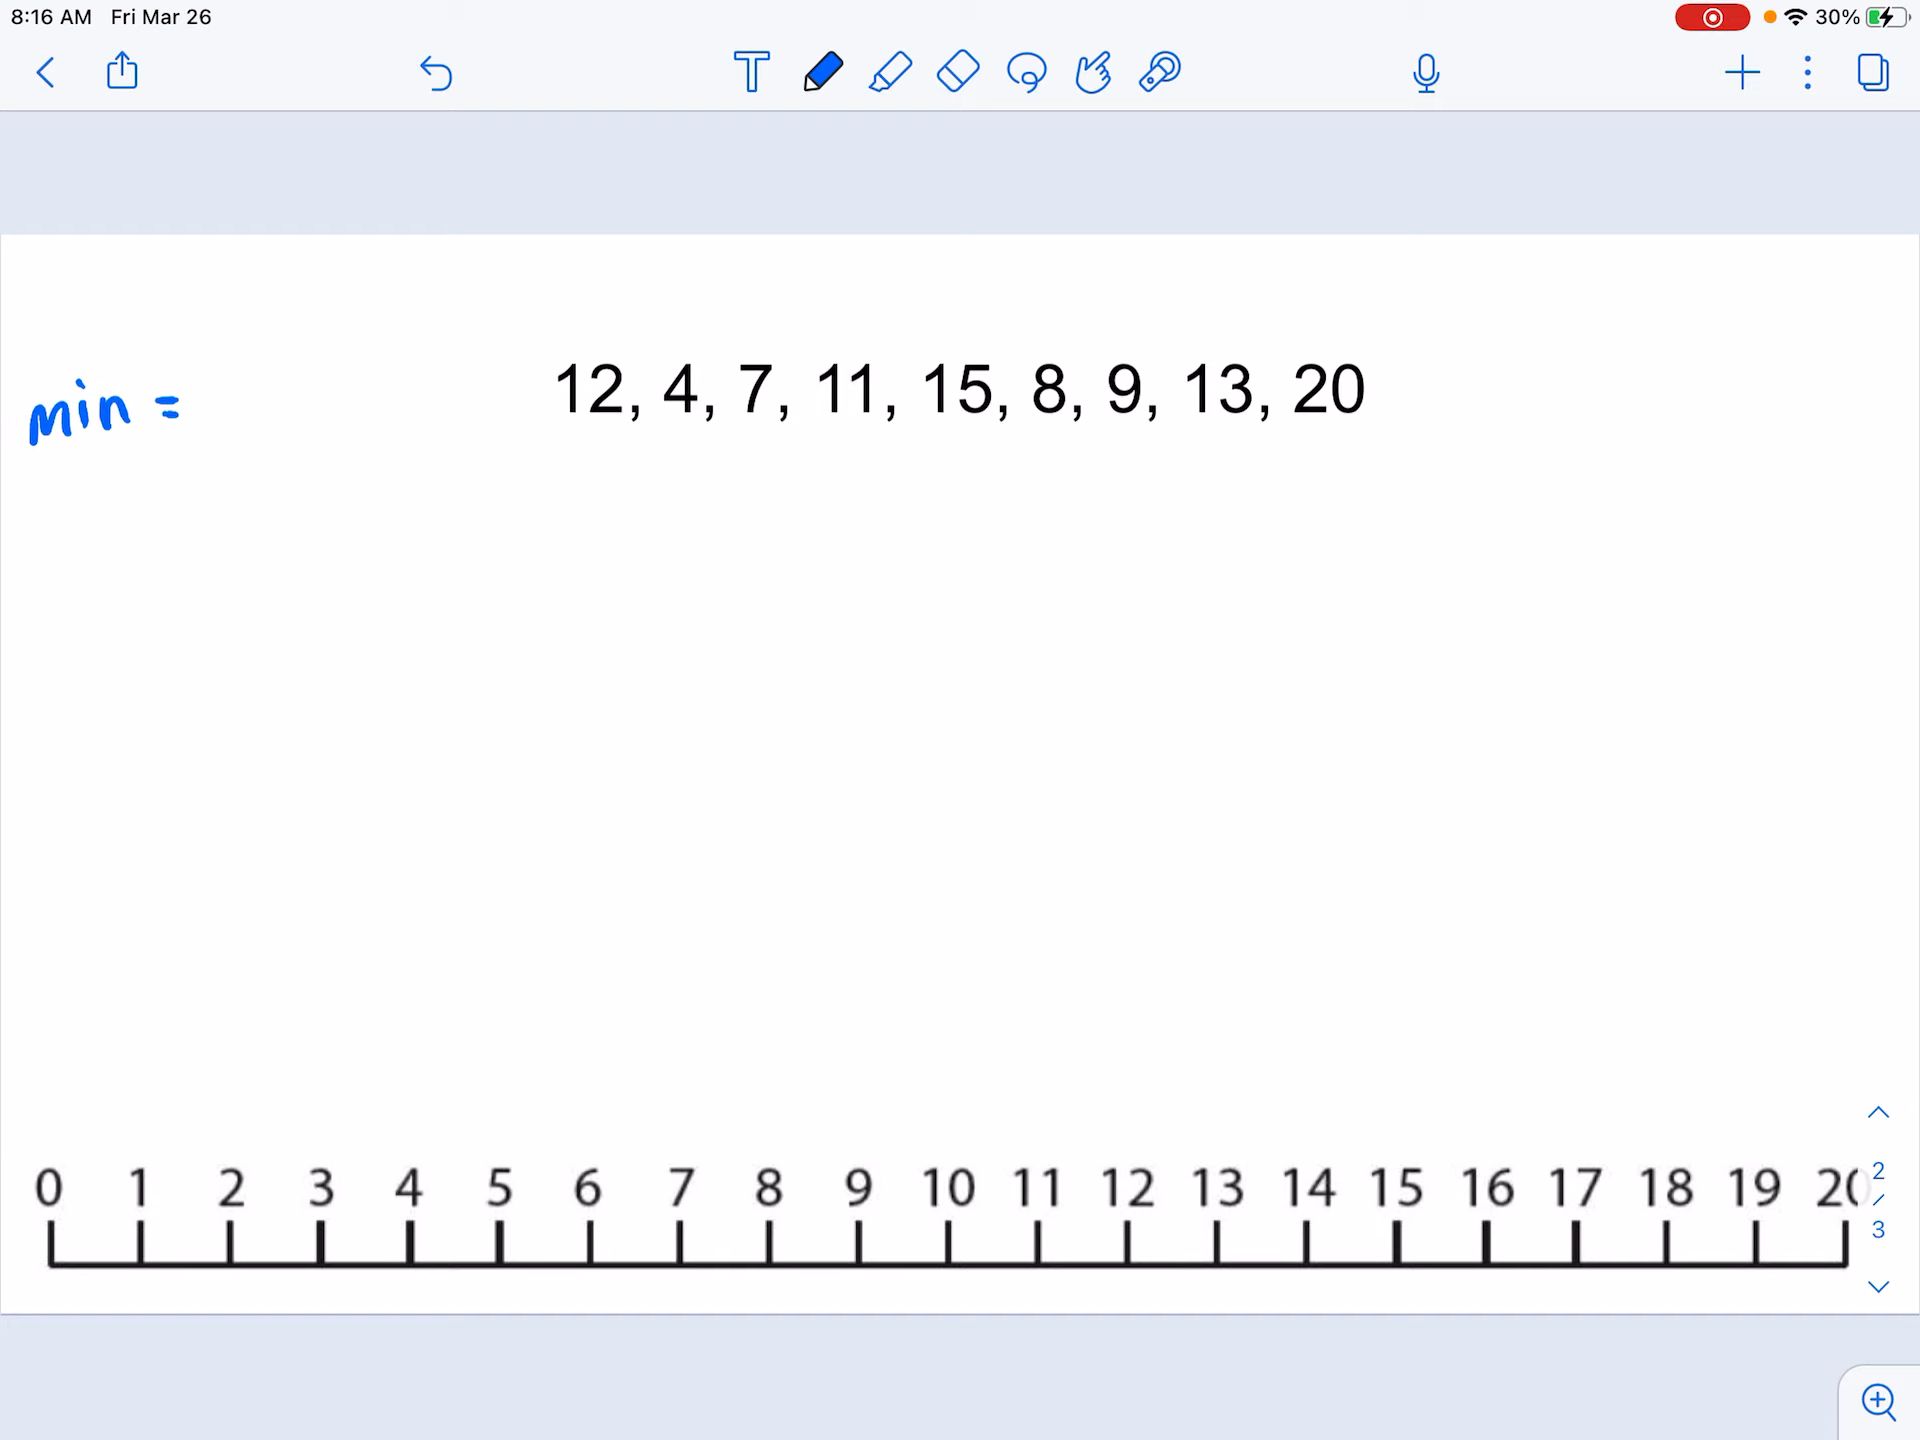 8:16 AM Fri Mar 26
30%
T
12, 4, 7, 11, 15, 8, 9, 13, 20
min =
0 1 2 3 4 5 6 7 8 9 10 11 12 13 14 15 16 17 18 19 20
2
/
3